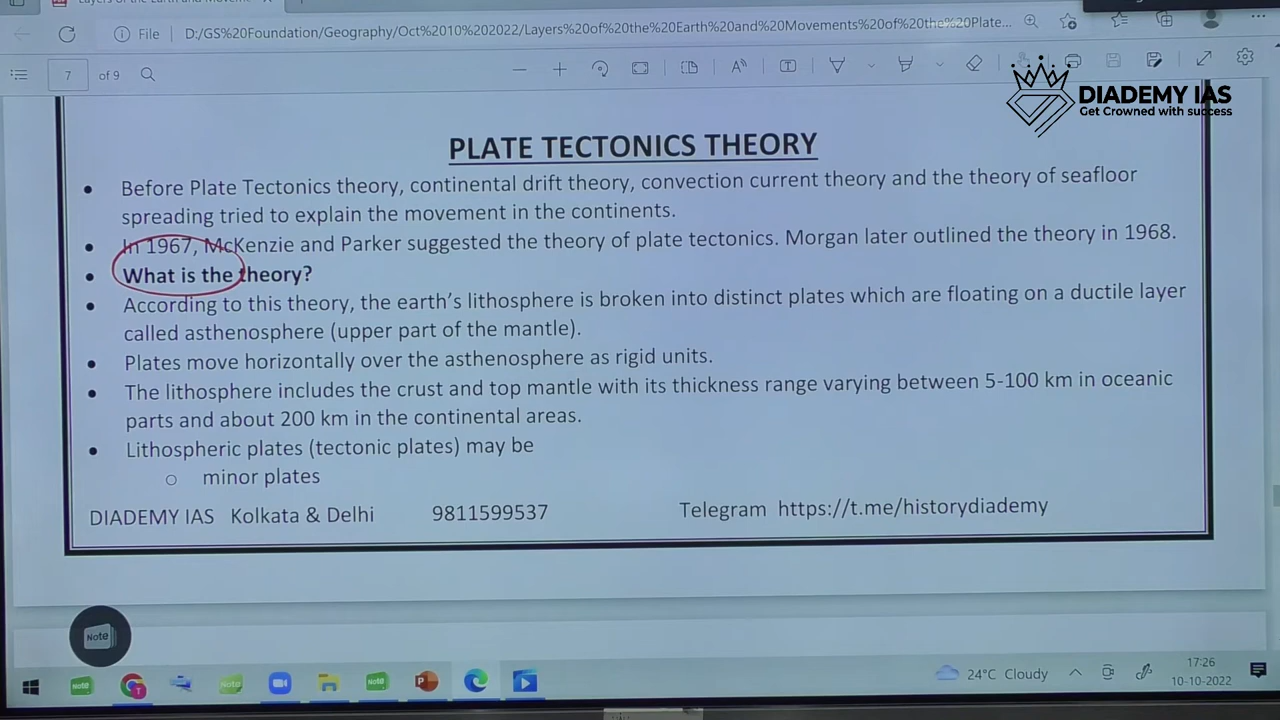 File
D:/GS%20Foundation/Geography/Oct%2010%202022/Layers%20of%20the%20Earth%20and%20Movements%20of%20the%20Plate...
7 of 9
DIADEMY IAS
Get Crowned with success
PLATE TECTONICS THEORY
• Before Plate Tectonics theory, continental drift theory, convection current theory and the theory of seafloor
spreading tried to explain the movement in the continents.
• In 1967, McKenzie and Parker suggested the theory of plate tectonics. Morgan later outlined the theory in 1968.
• What is the theory?
• According to this theory, the earth's lithosphere is broken into distinct plates which are floating on a ductile layer
called asthenosphere (upper part of the mantle).
• Plates move horizontally over the asthenosphere as rigid units.
• The lithosphere includes the crust and top mantle with its thickness range varying between 5-100 km in oceanic
parts and about 200 km in the continental areas.
• Lithospheric plates (tectonic plates) may be
o minor plates
DIADEMY IAS Kolkata & Delhi 9811599537 Telegram https://t.me/historydiademy
Note
Note
Note
Note
24°C Cloudy
17:26
10-10-2022